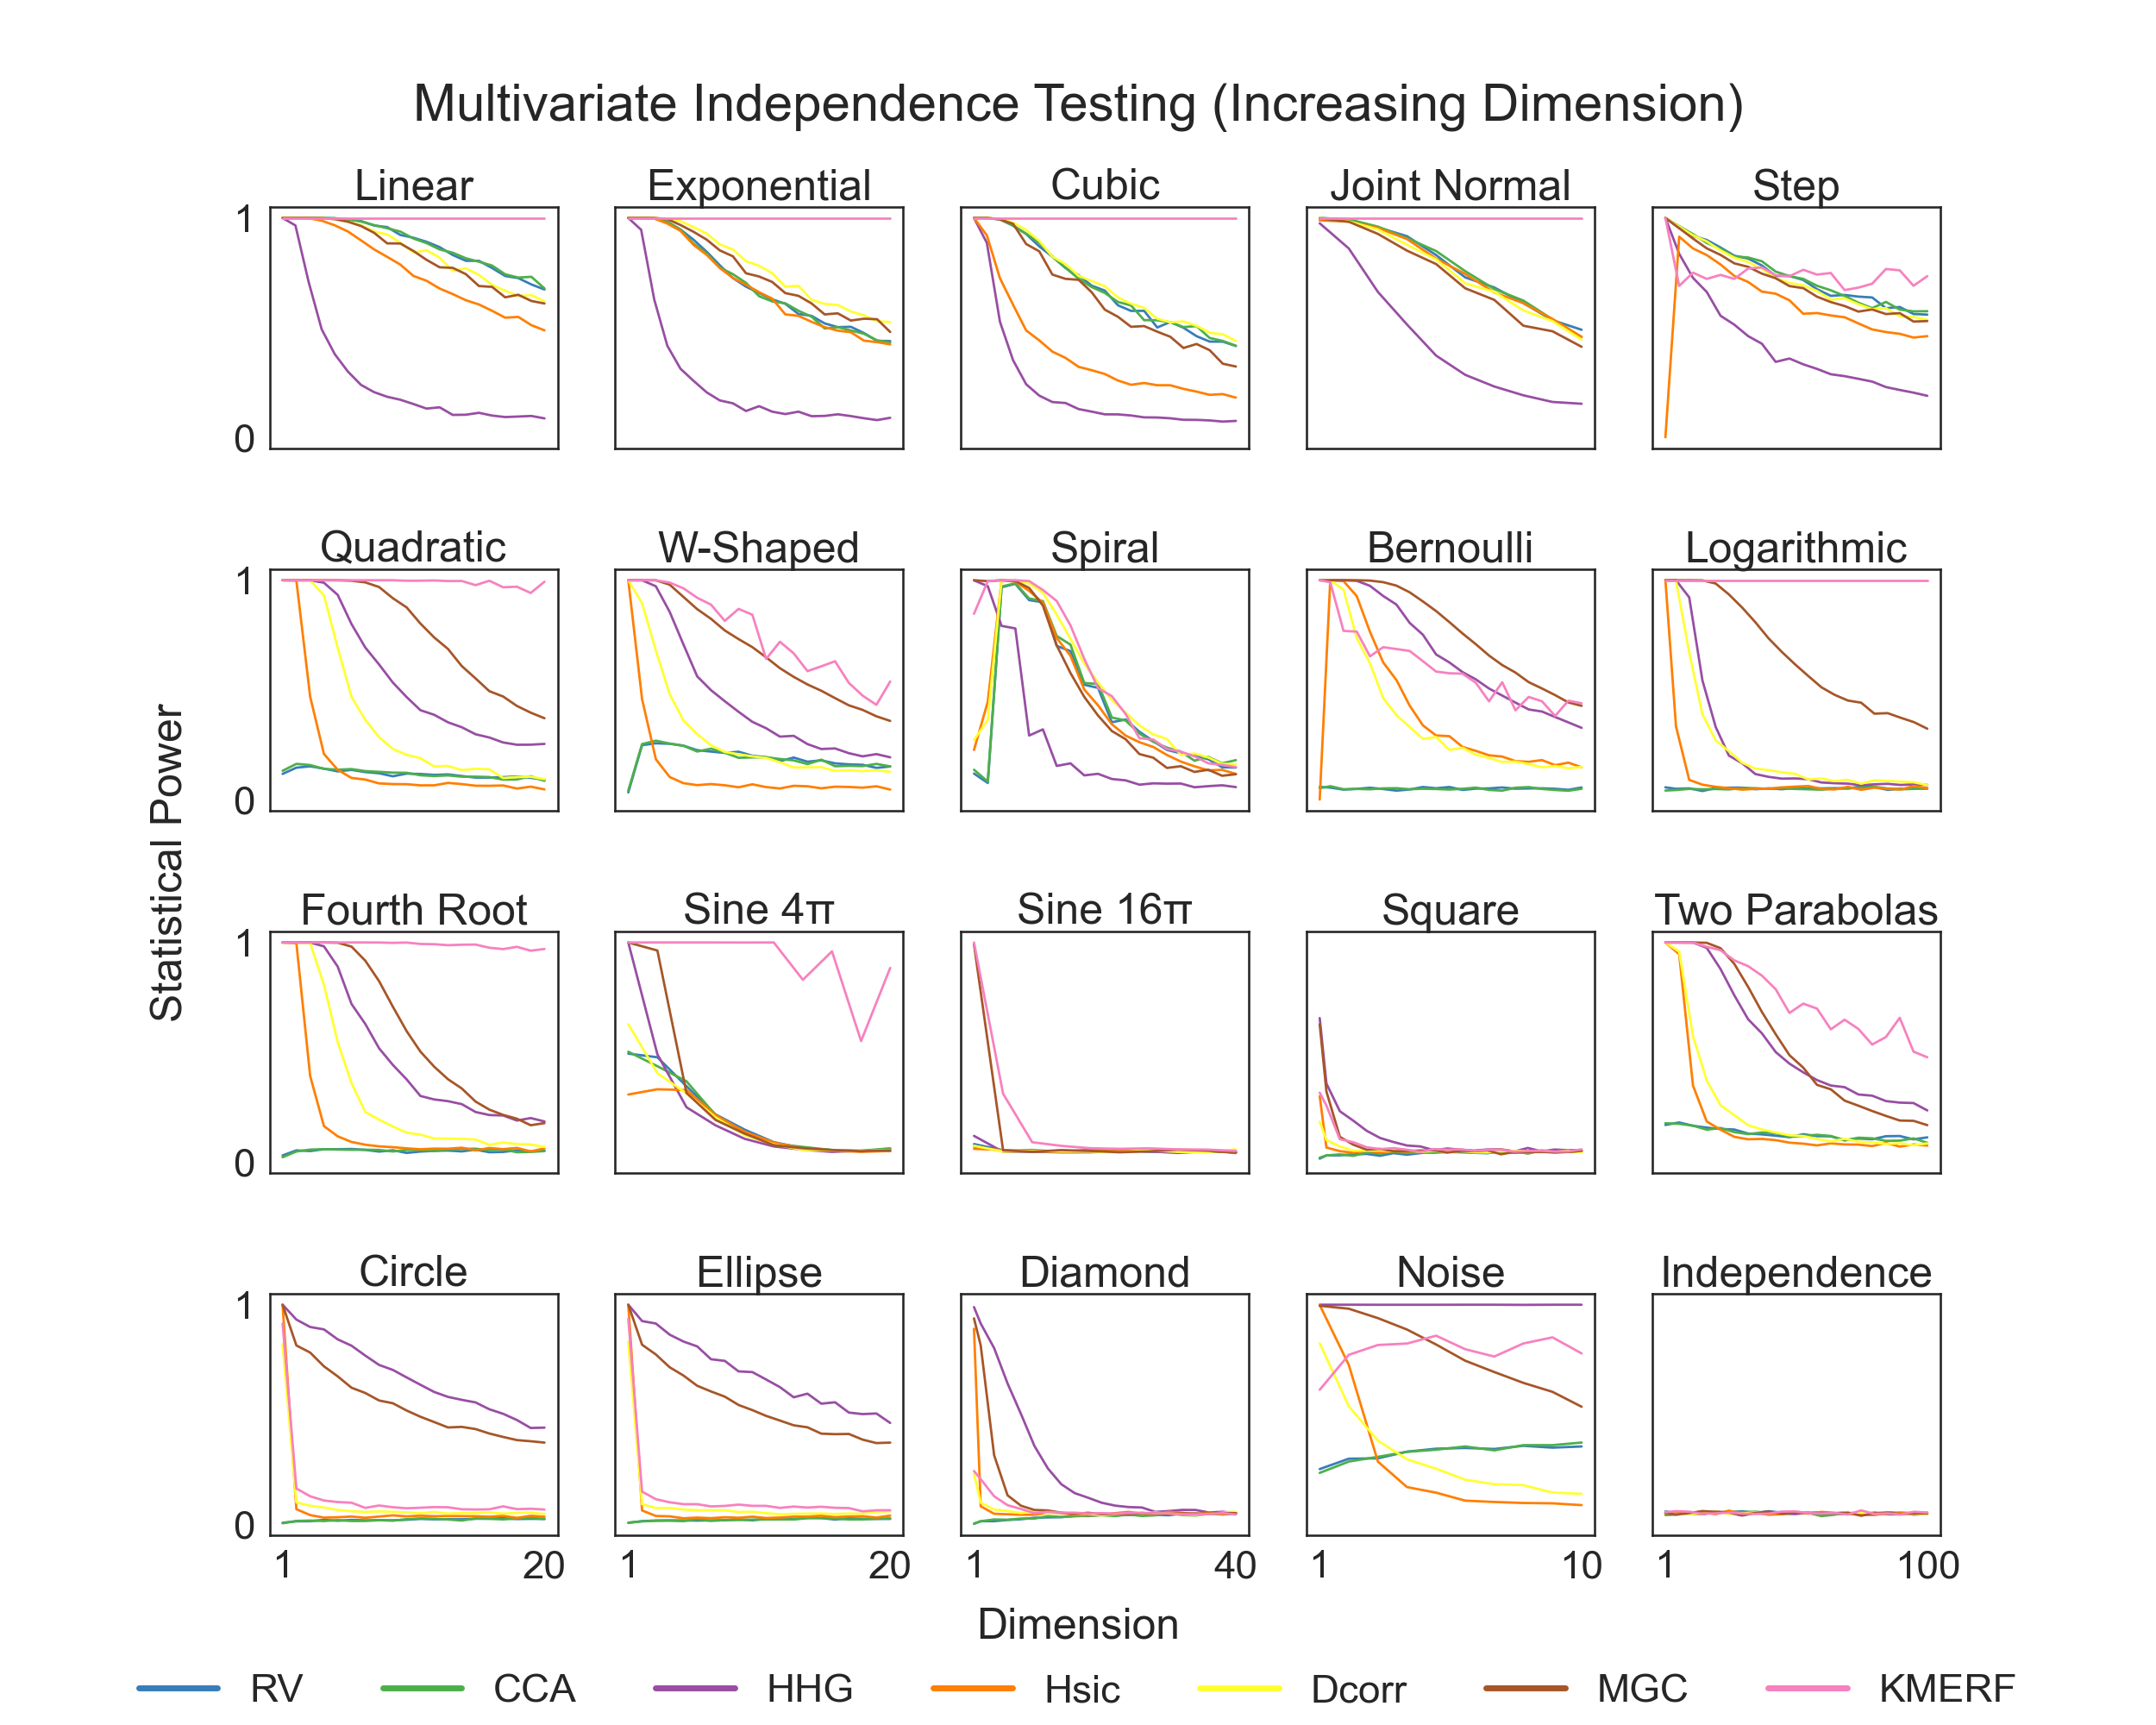 Multivariate Independence Testing (Increasing Dimension)
Linear Exponential Cubic Joint Normal Step
1
0
Quadratic W-Shaped Spiral Bernoulli Logarithmic
1
0
Statistical Power
Fourth Root Sine 4π Sine 16π Square Two Parabolas
1
0
Circle Ellipse Diamond Noise Independence
1
0
1 20 1 20 1 40 1 10 1 100
Dimension
RV CCA HHG Hsic Dcorr MGC KMERF